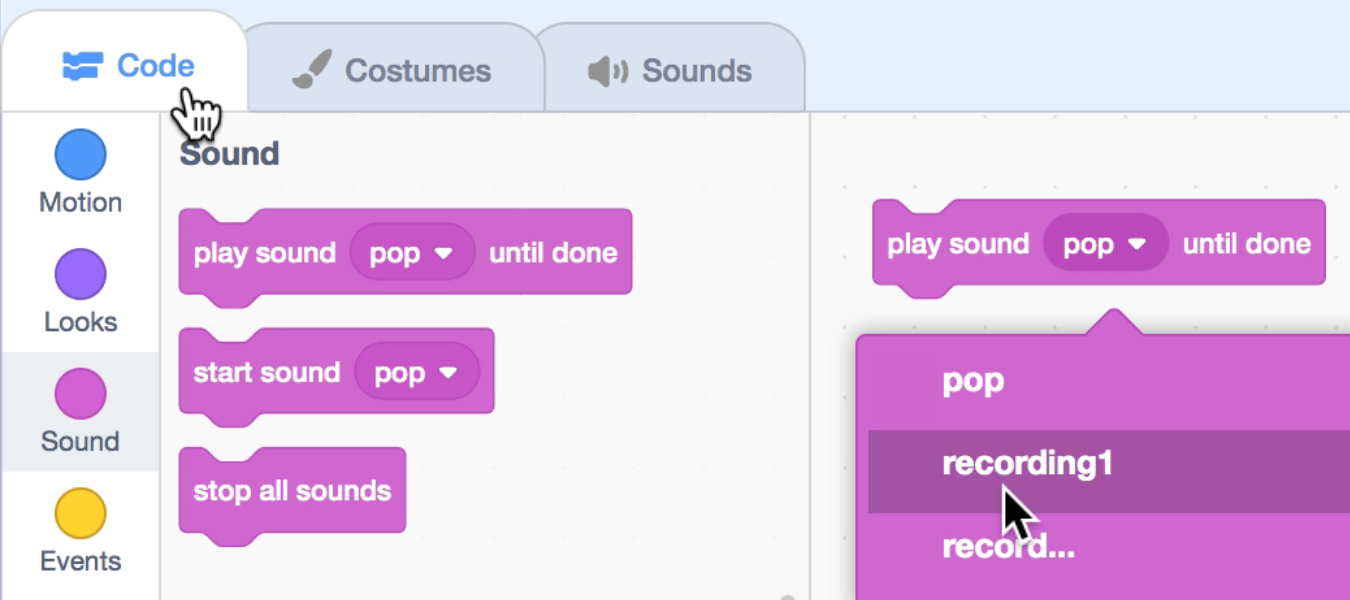 Code
Costumes
Sounds
Motion
Looks
Sound
Events
Sound
play sound pop until done
start sound pop
stop all sounds
play sound pop until done
pop
recording1
record...